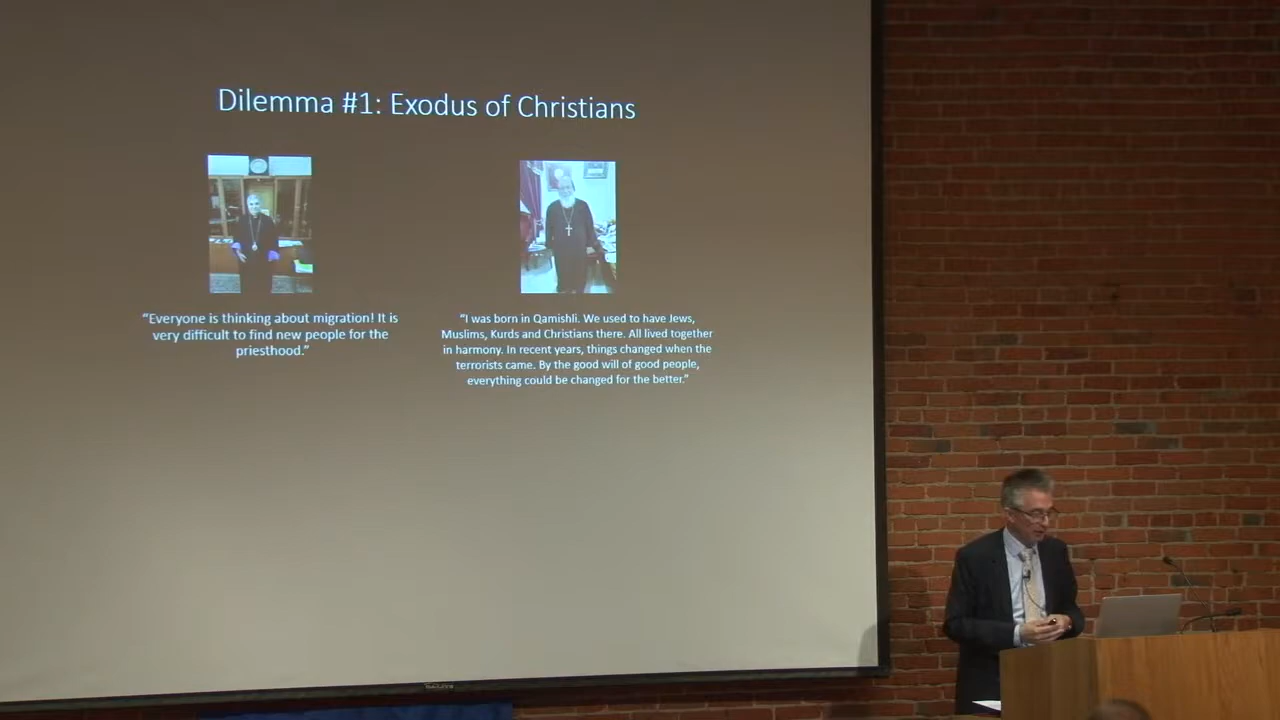 Dilemma #1: Exodus of Christians
“Everyone is thinking about migration! It is
very difficult to find new people for the
priesthood.”
“I was born in Qamishli. We used to have Jews,
Muslims, Kurds and Christians there. All lived together
in harmony. In recent years, things changed when the
terrorists came. By the good will of good people,
everything could be changed for the better.”